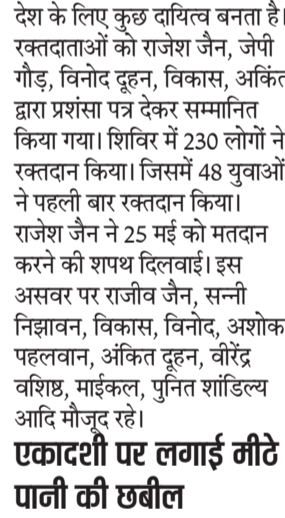 देश के लिए कुछ दायित्व बनता है।
रक्तदाताओं को राजेश जैन, जेपी
गौड़, विनोद दूहन, विकास, अंकित
द्वारा प्रशंसा पत्र देकर सम्मानित
किया गया। शिविर में 230 लोगों ने
रक्तदान किया। जिसमें 48 युवाओं
ने पहली बार रक्तदान किया।
राजेश जैन ने 25 मई को मतदान
करने की शपथ दिलवाई। इस
असवर पर राजीव जैन, सन्नी
निझावन, विकास, विनोद, अशोक
पहलवान, अंकित दूहन, वीरेंद्र
वशिष्ठ, माईकल, पुनित शांडिल्य
आदि मौजूद रहे।
एकादशी पर लगाई मीठे
पानी की छबील